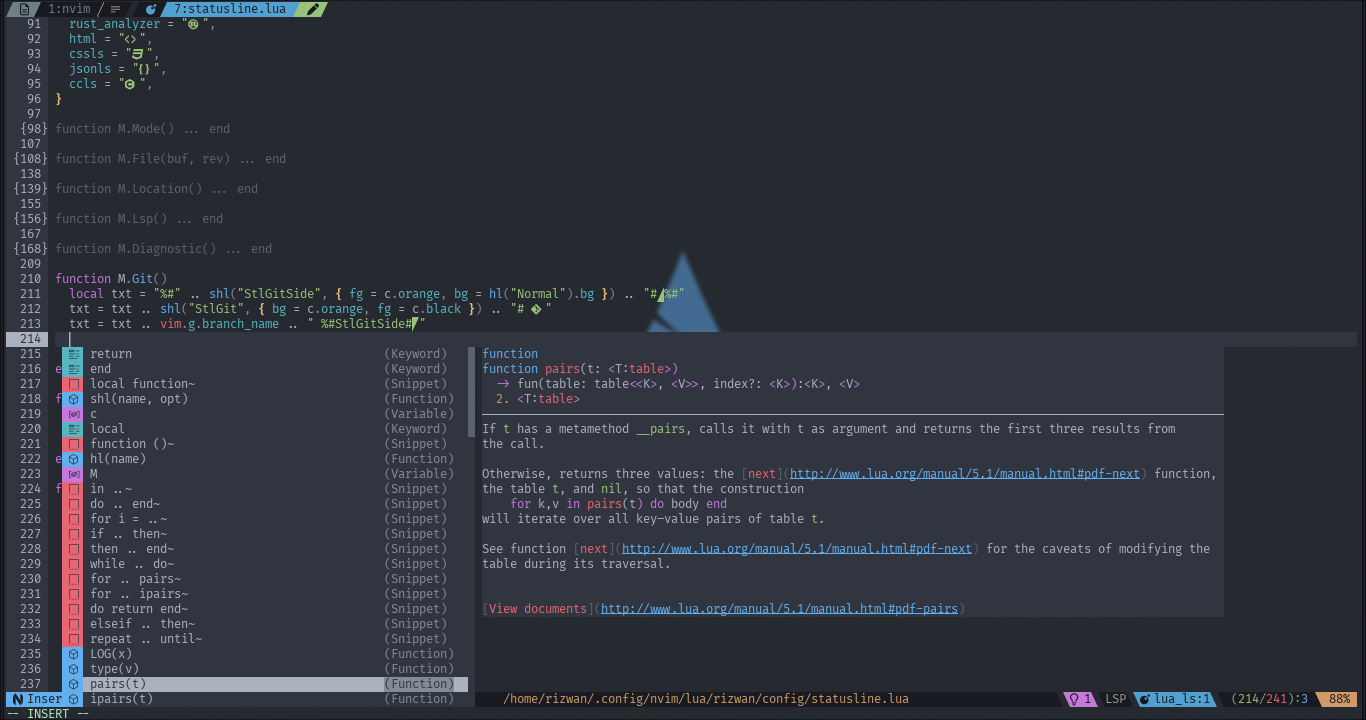 1:nvim / 7:statusline.lua
91 rust_analyzer = " ",
92 html = "<> ",
93 cssls = " ",
94 jsonls = "{} ",
95 ccls = " ",
96 }
97
{98} function M.Mode() ... end
107
{108} function M.File(buf, rev) ... end
138
{139} function M.Location() ... end
155
{156} function M.Lsp() ... end
167
{168} function M.Diagnostic() ... end
209
210 function M.Git()
211 local txt = "%#" .. shl("StlGitSide", { fg = c.orange, bg = hl("Normal").bg }) .. "#%#"
212 txt = txt .. shl("StlGit", { bg = c.orange, fg = c.black }) .. "#  "
213 txt = txt .. vim.g.branch_name .. " %#StlGitSide#"
214
215 return (Keyword) function
216 e end (Keyword) function pairs(t: <T:table>)
217 local function~ (Snippet) → fun(table: table<<K>, <V>>, index?: <K>):<K>, <V>
218 f shl(name, opt) (Function) 2. <T:table>
219 c (Variable)
220 local (Keyword) If t has a metamethod __pairs, calls it with t as argument and returns the first three results from
221 function ()~ (Snippet) the call.
222 e hl(name) (Function)
223 M (Variable) Otherwise, returns three values: the [next](http://www.lua.org/manual/5.1/manual.html#pdf-next) function,
224 f in ..~ (Snippet) the table t, and nil, so that the construction
225 do .. end~ (Snippet) for k,v in pairs(t) do body end
226 for i = ..~ (Snippet) will iterate over all key-value pairs of table t.
227 if .. then~ (Snippet)
228 then .. end~ (Snippet) See function [next](http://www.lua.org/manual/5.1/manual.html#pdf-next) for the caveats of modifying the
229 while .. do~ (Snippet) table during its traversal.
230 for .. pairs~ (Snippet)
231 for .. ipairs~ (Snippet)
232 do return end~ (Snippet) [View documents](http://www.lua.org/manual/5.1/manual.html#pdf-pairs)
233 elseif .. then~ (Snippet)
234 repeat .. until~ (Snippet)
235 LOG(x) (Function)
236 type(v) (Function)
237 pairs(t) (Function)
N Inser ipairs(t) (Function) /home/rizwan/.config/nvim/lua/rizwan/config/statusline.lua 1 LSP lua_ls:1 (214/241):3 88%
-- INSERT --